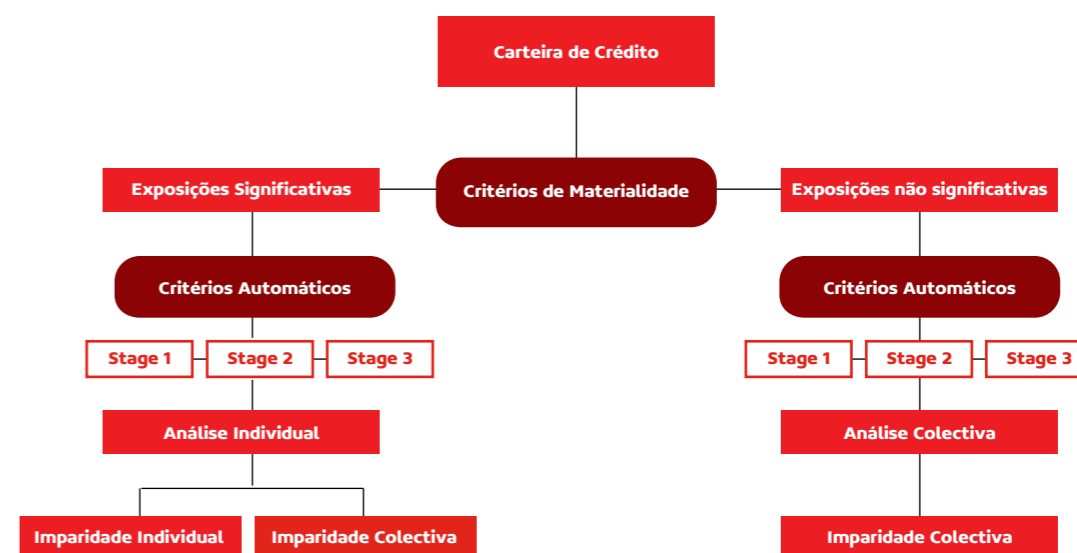 Carteira de Crédito
Exposições Significativas
Critérios de Materialidade
Exposições não significativas
Critérios Automáticos
Critérios Automáticos
Stage 1
Stage 2
Stage 3
Stage 1
Stage 2
Stage 3
Análise Individual
Análise Colectiva
Imparidade Individual
Imparidade Colectiva
Imparidade Colectiva